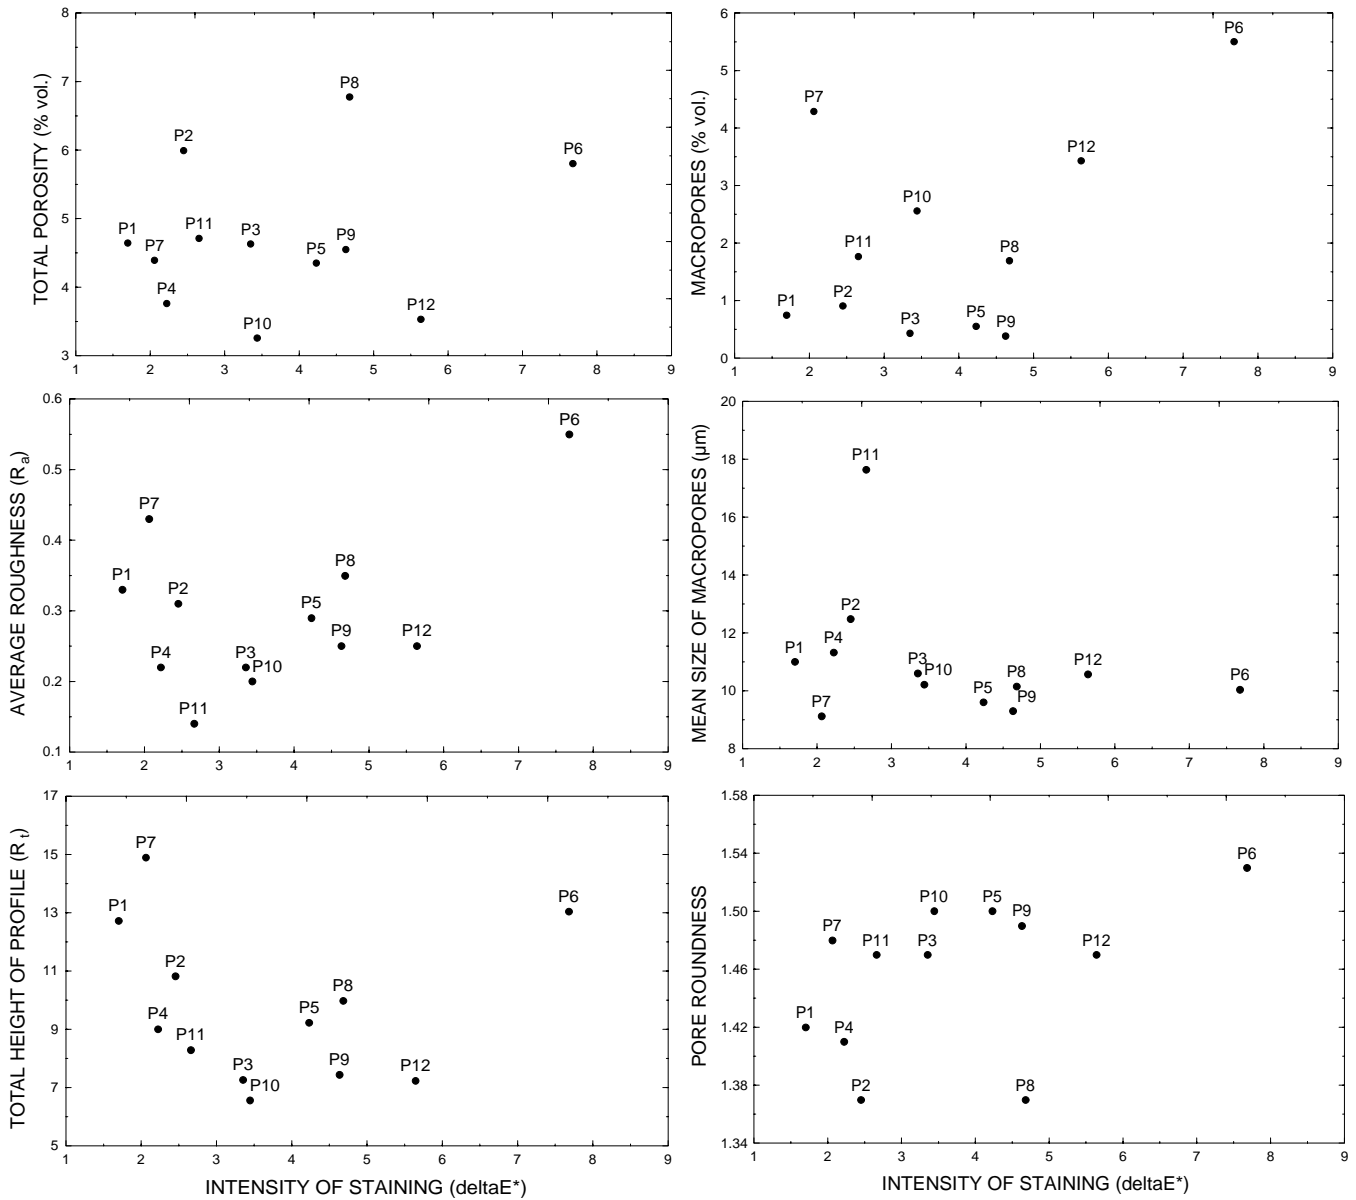 TOTAL POROSITY (% vol.)
8
7
6
5
4
3
P8
P2
P6
P1
P11
P3
P9
P7
P5
P4
P12
P10
1 2 3 4 5 6 7 8 9
MACROPORES (% vol.)
6
5
4
3
2
1
0
P6
P7
P12
P10
P11
P8
P1
P2
P3
P5
P9
1 2 3 4 5 6 7 8 9
AVERAGE ROUGHNESS (Ra)
0.6
0.5
0.4
0.3
0.2
0.1
P6
P7
P1
P2
P8
P5
P4
P3
P10
P9
P12
P11
1 2 3 4 5 6 7 8 9
MEAN SIZE OF MACROPORES (µm)
20
18
16
14
12
10
8
P11
P2
P1
P4
P3
P10
P12
P8
P6
P5
P9
P7
1 2 3 4 5 6 7 8 9
TOTAL HEIGHT OF PROFILE (Rt)
17
15
13
11
9
7
5
P7
P1
P6
P2
P8
P4
P5
P11
P3
P10
P9
P12
1 2 3 4 5 6 7 8 9
INTENSITY OF STAINING (deltaE*)
PORE ROUNDNESS
1.58
1.54
1.50
1.46
1.42
1.38
1.34
P6
P10
P5
P7
P9
P11
P3
P12
P1
P4
P2
P8
1 2 3 4 5 6 7 8 9
INTENSITY OF STAINING (deltaE*)